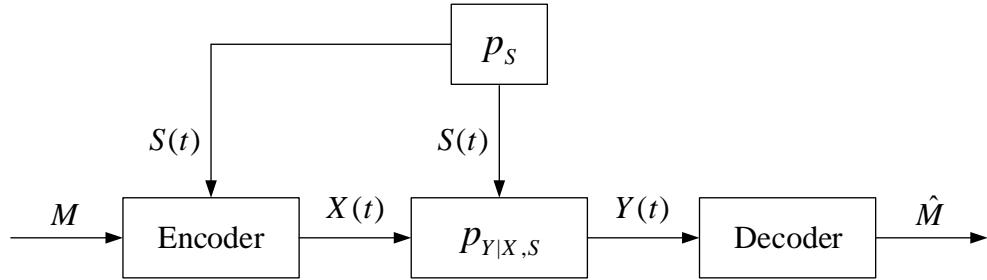 p_S
S(t)
S(t)
M
Encoder
X(t)
p_{Y|X,S}
Y(t)
Decoder
M̂